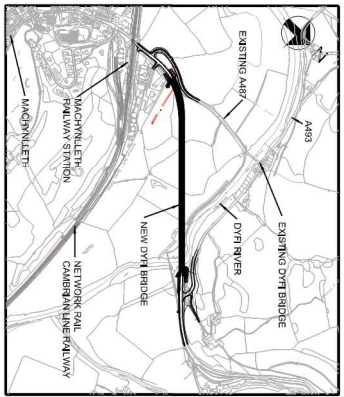 N
A493
EXISTING A487
EXISTING DYFI BRIDGE
DYFI RIVER
NEW DYFI BRIDGE
MACHYNLLETH
RAILWAY STATION
NETWORK RAIL
CAMBRIAN LINE RAILWAY
MACHYNLLETH